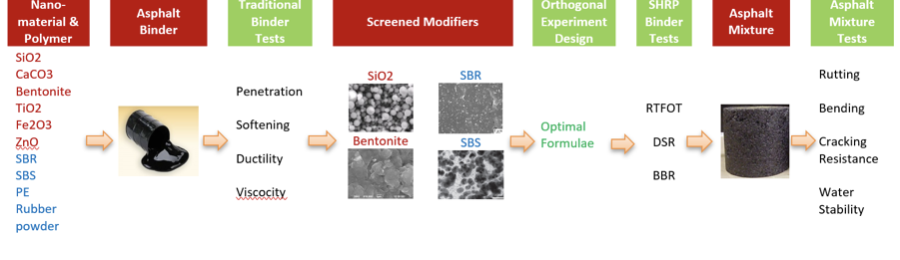 Nano-
material &
Polymer
Asphalt
Binder
Traditional
Binder
Tests
Screened Modifiers
Orthogonal
Experiment
Design
SHRP
Binder
Tests
Asphalt
Mixture
Asphalt
Mixture
Tests
SiO2
CaCO3
Bentonite
TiO2
Fe2O3
ZnO
SBR
SBS
PE
Rubber
powder
Penetration
Softening
Ductility
Viscocity
SiO2
SBR
Bentonite
SBS
Optimal
Formulae
RTFOT
DSR
BBR
Rutting
Bending
Cracking
Resistance
Water
Stability